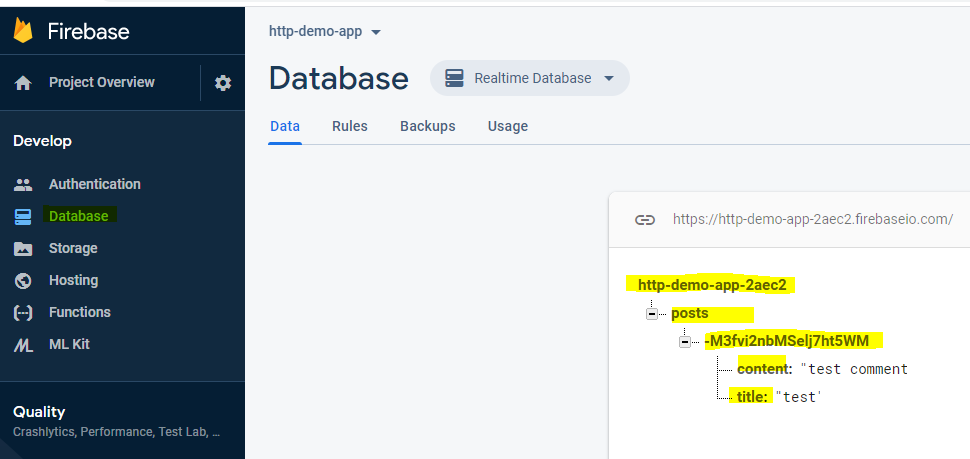 Firebase
Project Overview
Develop
Authentication
Database
Storage
Hosting
Functions
ML Kit
Quality
Crashlytics, Performance, Test Lab, ...
http-demo-app
Database
Realtime Database
Data Rules Backups Usage
https://http-demo-app-2aec2.firebaseio.com/
http-demo-app-2aec2
posts
-M3fvi2nbMSelj7ht5WM
content: "test comment
title: "test'